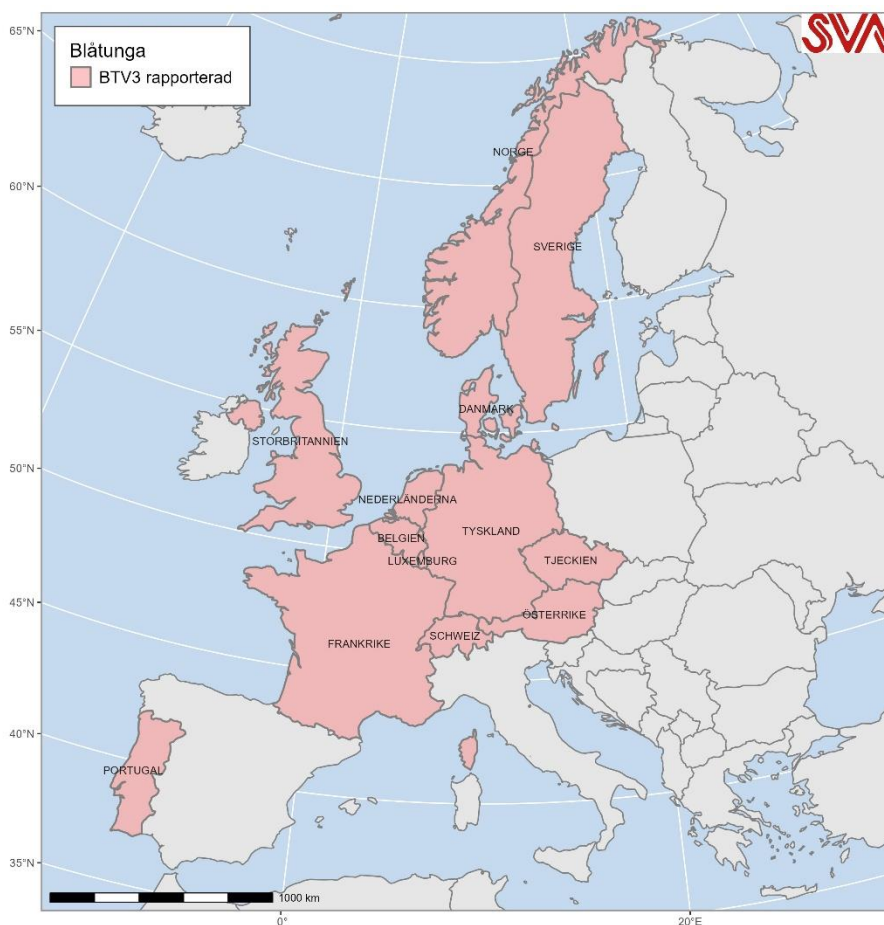 65°N
SVA
Blåtunga
BTV3 rapporterad
NORGE
60°N
SVERIGE
55°N
DANMARK
STORBRITANNIEN
50°N
NEDERLÄNDERNA
TYSKLAND
BELGIEN
LUXEMBURG
TJECKIEN
45°N
ÖSTERRIKE
SCHWEIZ
FRANKRIKE
40°N
PORTUGAL
35°N
1000 km
0°
20°E